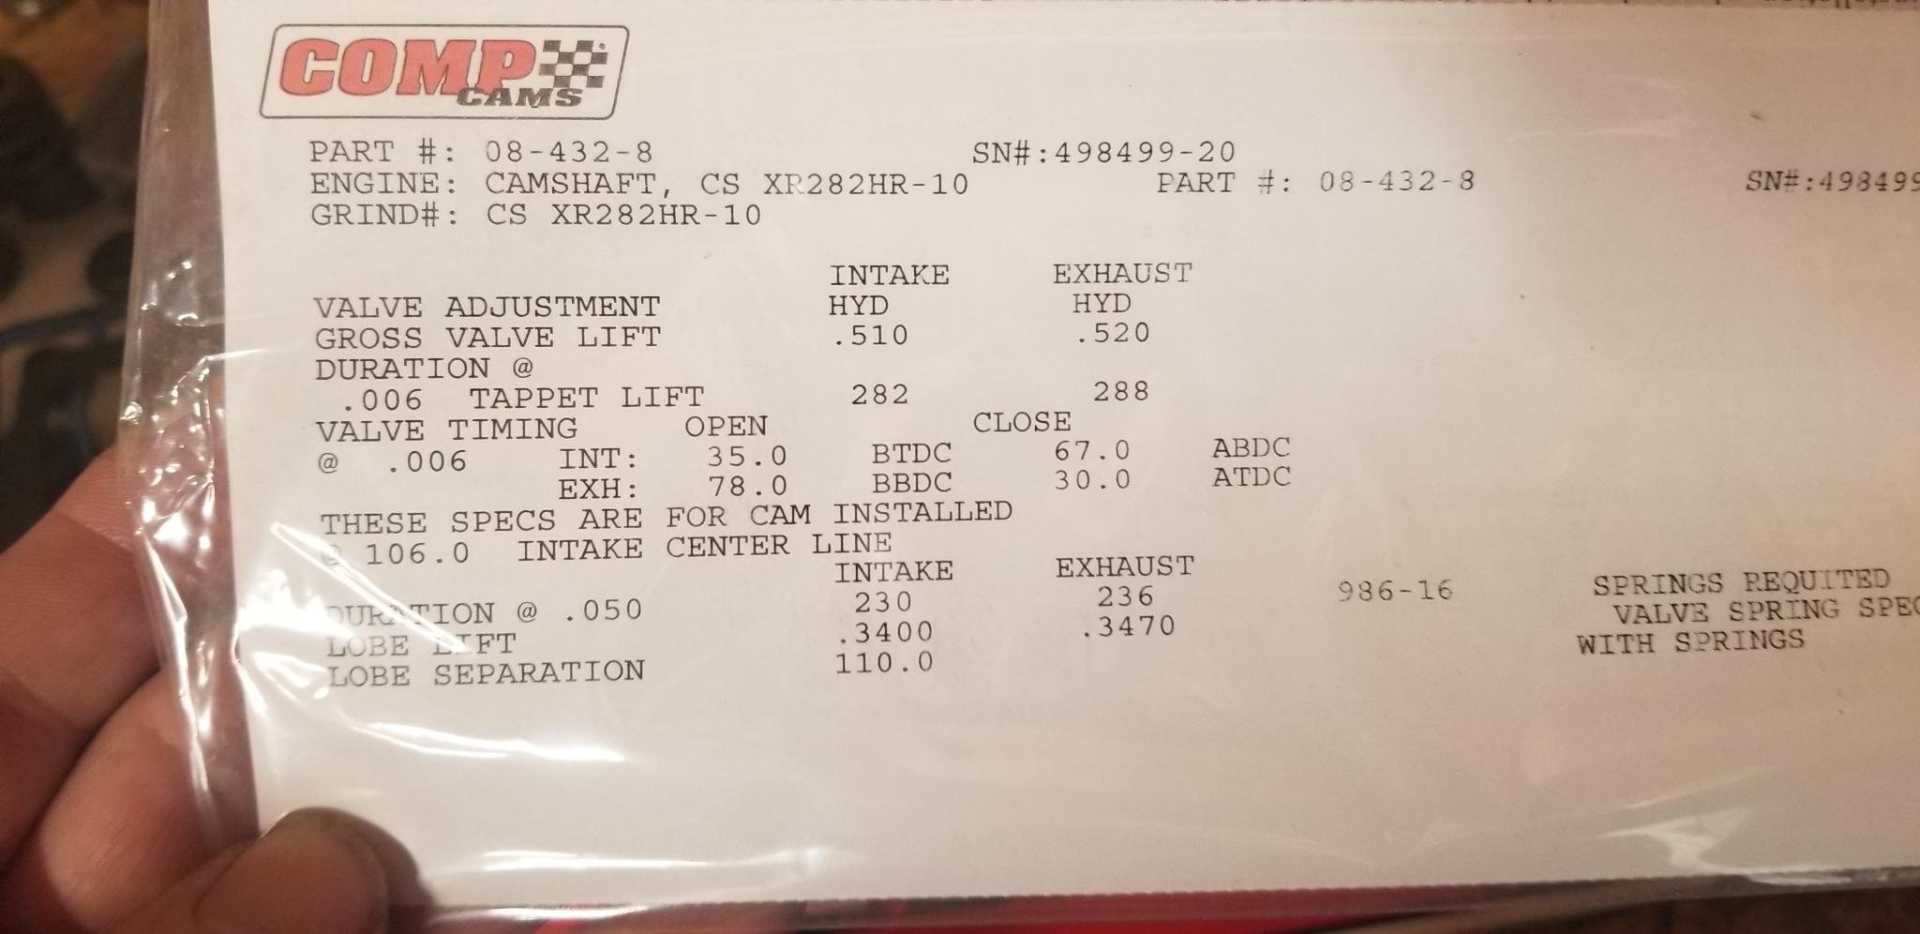 COMP
CAMS
PART #: 08-432-8 SN#:498499-20
ENGINE: CAMSHAFT, CS XR282HR-10 PART #: 08-432-8 SN#:498499
GRIND#: CS XR282HR-10
INTAKE EXHAUST
VALVE ADJUSTMENT HYD HYD
GROSS VALVE LIFT .510 .520
DURATION @
.006 TAPPET LIFT 282 288
VALVE TIMING OPEN CLOSE
@ .006 INT: 35.0 BTDC 67.0 ABDC
EXH: 78.0 BBDC 30.0 ATDC
THESE SPECS ARE FOR CAM INSTALLED
@ 106.0 INTAKE CENTER LINE
INTAKE EXHAUST
DURATION @ .050 230 236 986-16 SPRINGS REQUITED
LOBE LIFT .3400 .3470 VALVE SPRING SPEC
LOBE SEPARATION 110.0 WITH SPRINGS